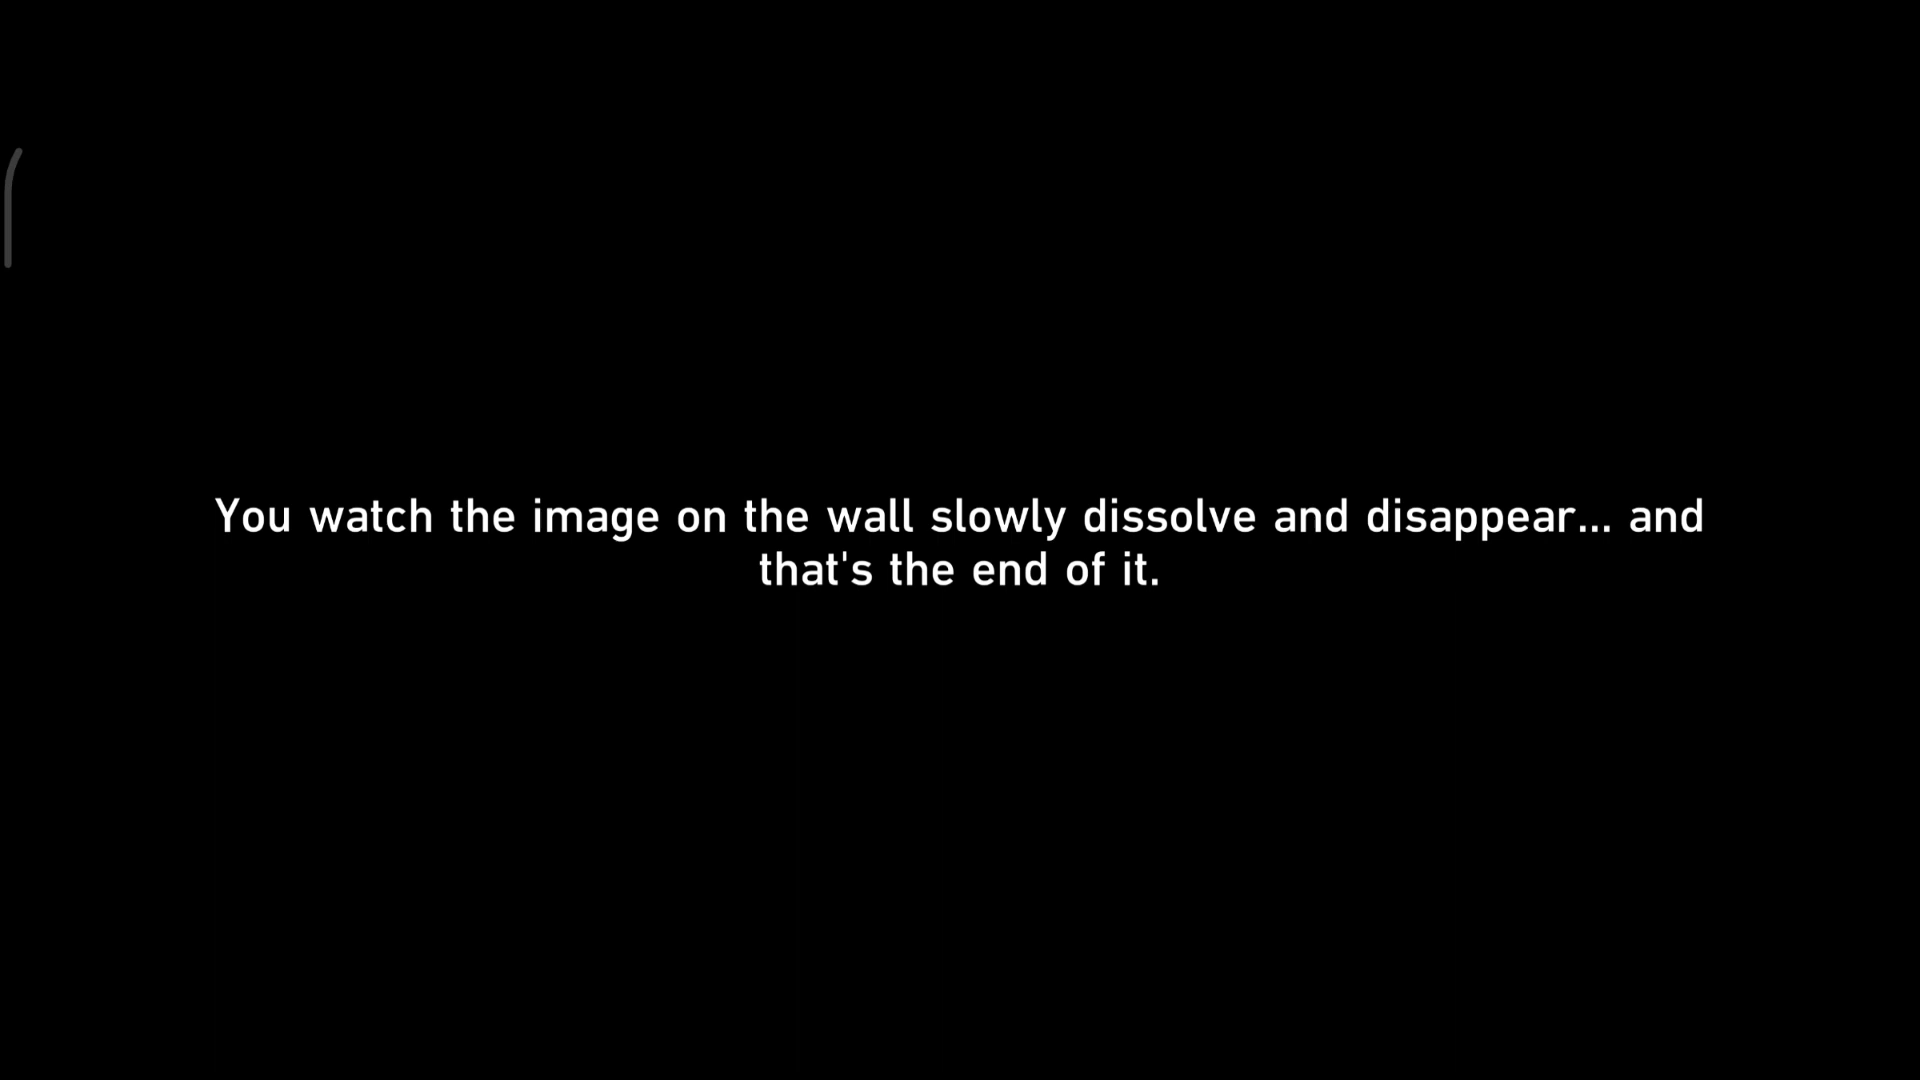 You watch the image on the wall slowly dissolve and disappear... and
that's the end of it.